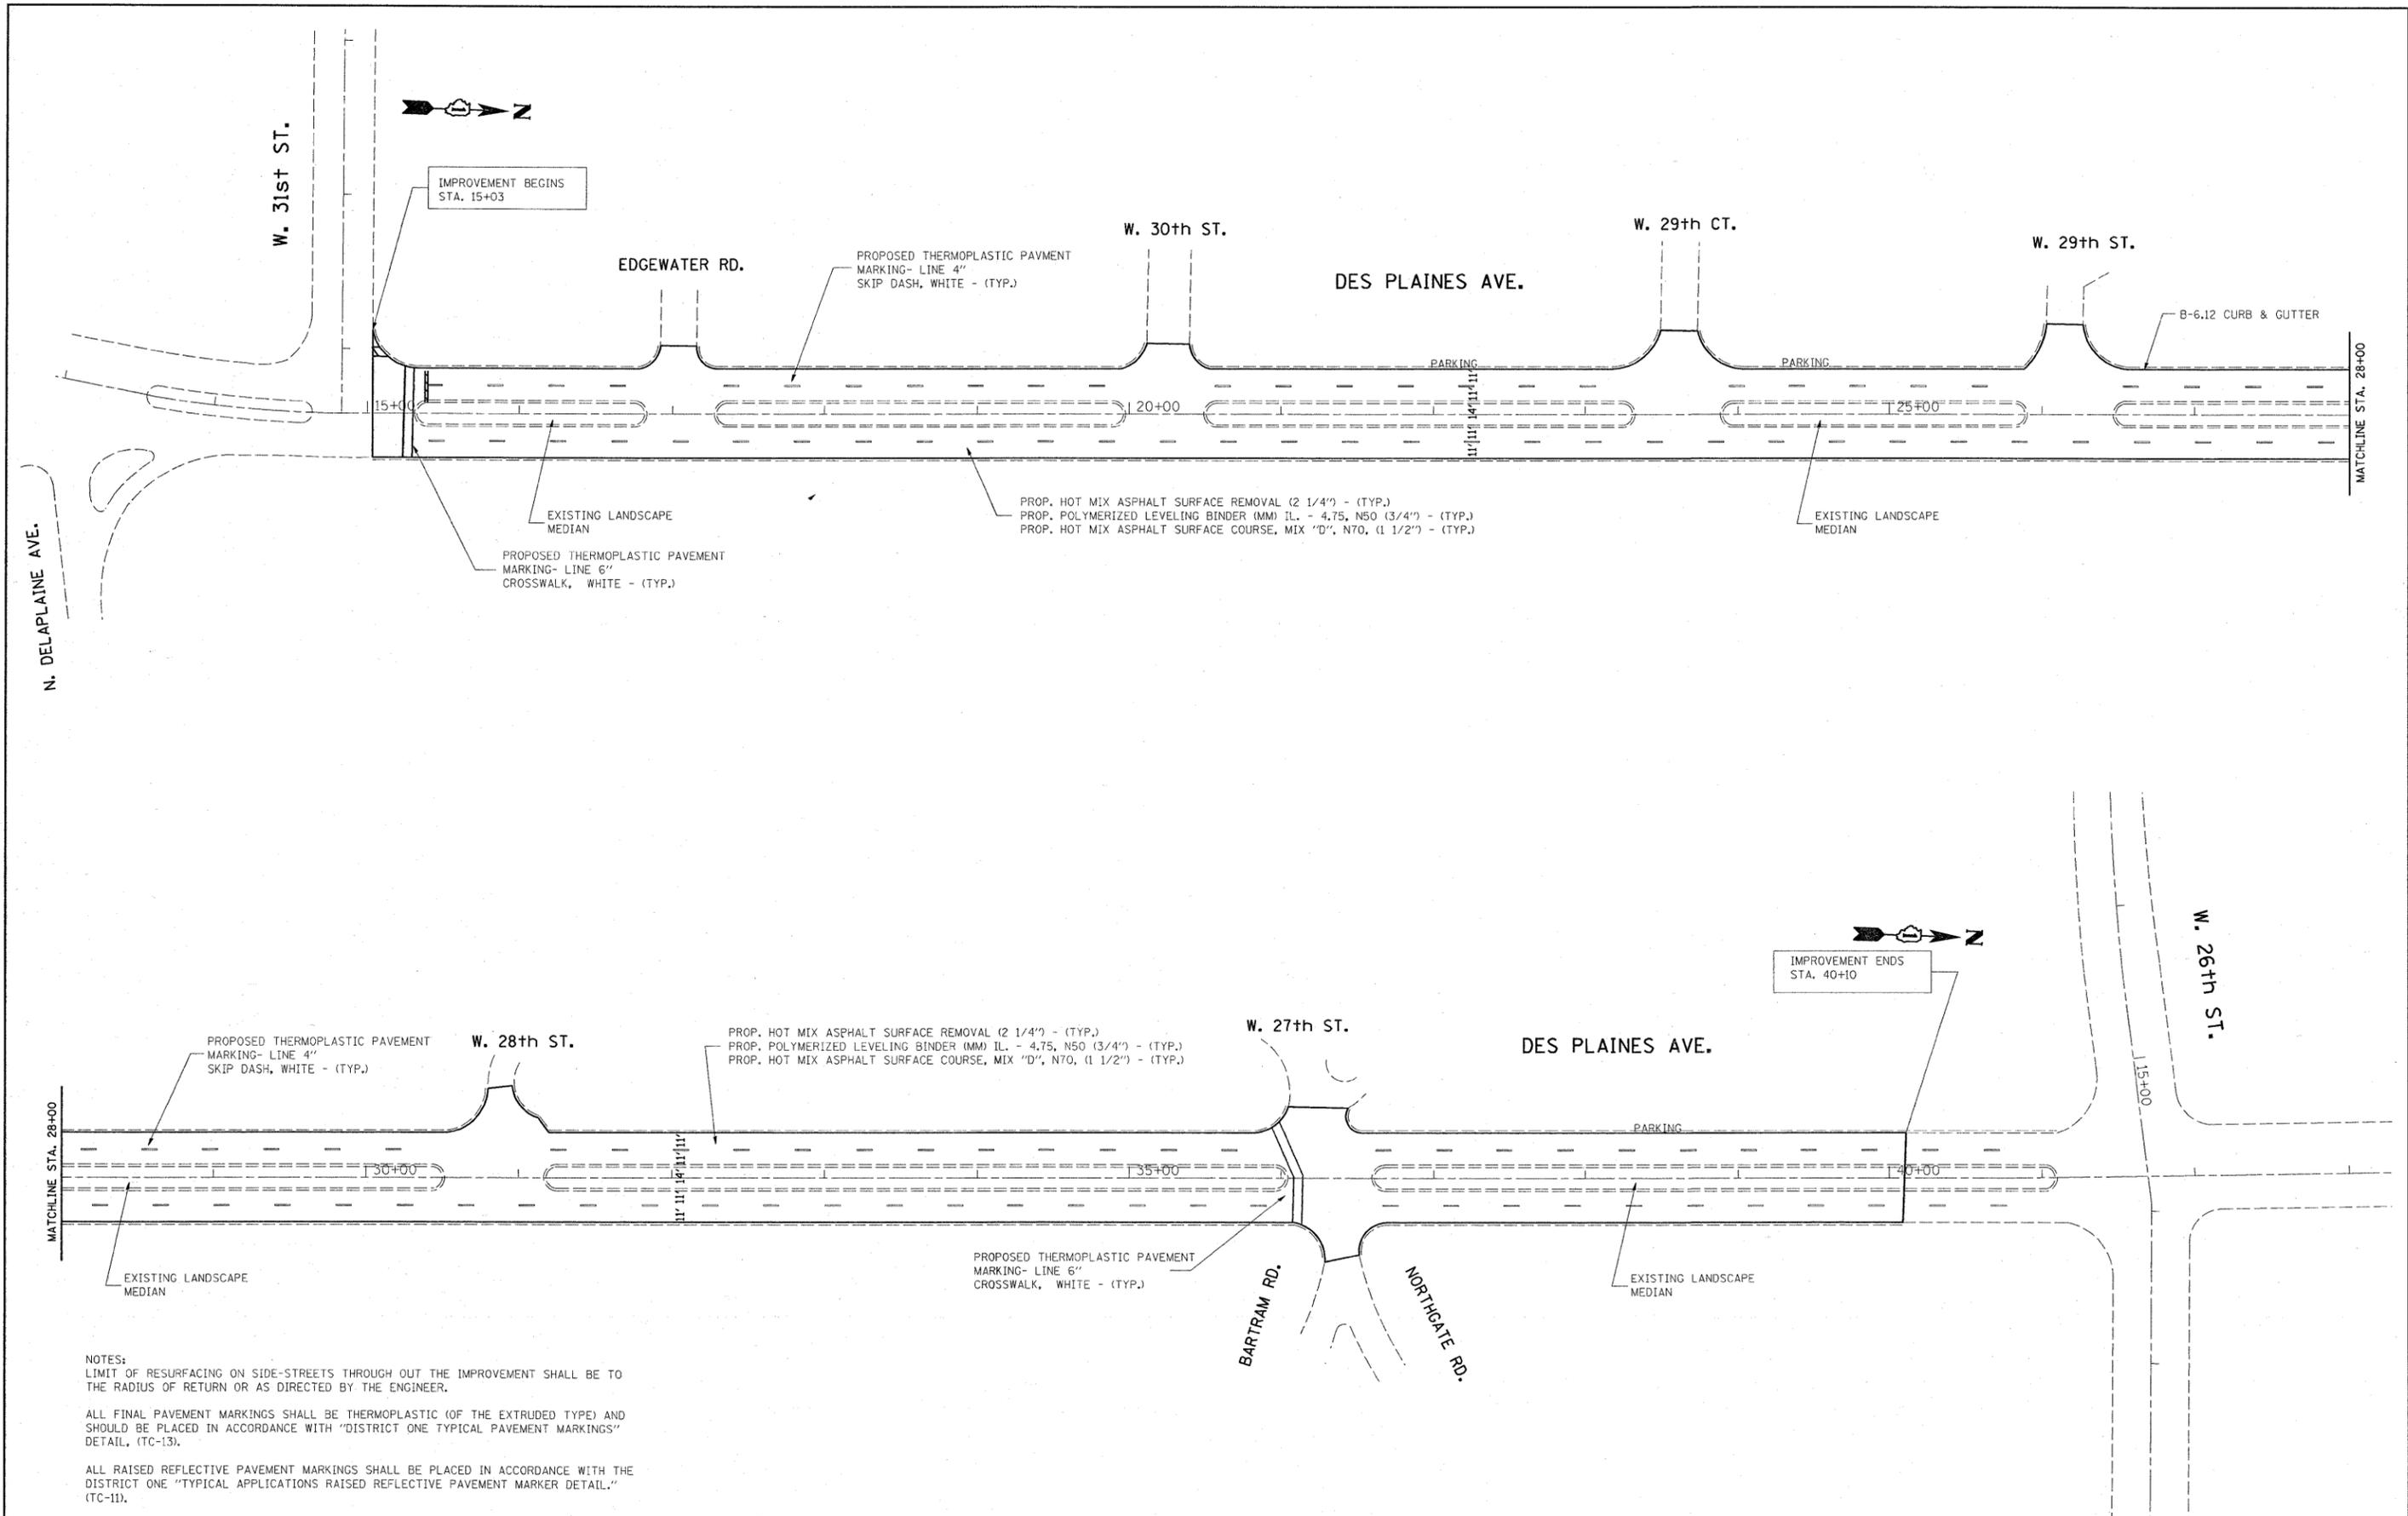 W. 31st ST.
N
IMPROVEMENT BEGINS
STA. 15+03
EDGEWATER RD.
PROPOSED THERMOPLASTIC PAVMENT
MARKING- LINE 4"
SKIP DASH, WHITE - (TYP.)
W. 30th ST.
DES PLAINES AVE.
W. 29th CT.
W. 29th ST.
B-6.12 CURB & GUTTER
PARKING
PARKING
15+00
20+00
11' 11' 14' 11' 11'
25+00
MATCHLINE STA. 28+00
EXISTING LANDSCAPE
MEDIAN
PROP. HOT MIX ASPHALT SURFACE REMOVAL (2 1/4") - (TYP.)
PROP. POLYMERIZED LEVELING BINDER (MM) IL. - 4.75, N50 (3/4") - (TYP.)
PROP. HOT MIX ASPHALT SURFACE COURSE, MIX "D", N70, (1 1/2") - (TYP.)
EXISTING LANDSCAPE
MEDIAN
PROPOSED THERMOPLASTIC PAVEMENT
MARKING- LINE 6"
CROSSWALK, WHITE - (TYP.)
N. DELAPLAINE AVE.
N
IMPROVEMENT ENDS
STA. 40+10
W. 26th ST.
15+00
PROPOSED THERMOPLASTIC PAVEMENT
MARKING- LINE 4"
SKIP DASH, WHITE - (TYP.)
W. 28th ST.
PROP. HOT MIX ASPHALT SURFACE REMOVAL (2 1/4") - (TYP.)
PROP. POLYMERIZED LEVELING BINDER (MM) IL. - 4.75, N50 (3/4") - (TYP.)
PROP. HOT MIX ASPHALT SURFACE COURSE, MIX "D", N70, (1 1/2") - (TYP.)
W. 27th ST.
DES PLAINES AVE.
PARKING
MATCHLINE STA. 28+00
30+00
11' 11' 14' 11' 11'
35+00
40+00
EXISTING LANDSCAPE
MEDIAN
PROPOSED THERMOPLASTIC PAVEMENT
MARKING- LINE 6"
CROSSWALK, WHITE - (TYP.)
BARTRAM RD.
NORTHGATE RD.
EXISTING LANDSCAPE
MEDIAN
NOTES:
LIMIT OF RESURFACING ON SIDE-STREETS THROUGH OUT THE IMPROVEMENT SHALL BE TO
THE RADIUS OF RETURN OR AS DIRECTED BY THE ENGINEER.
ALL FINAL PAVEMENT MARKINGS SHALL BE THERMOPLASTIC (OF THE EXTRUDED TYPE) AND
SHOULD BE PLACED IN ACCORDANCE WITH "DISTRICT ONE TYPICAL PAVEMENT MARKINGS"
DETAIL. (TC-13).
ALL RAISED REFLECTIVE PAVEMENT MARKINGS SHALL BE PLACED IN ACCORDANCE WITH THE
DISTRICT ONE "TYPICAL APPLICATIONS RAISED REFLECTIVE PAVEMENT MARKER DETAIL."
(TC-11).